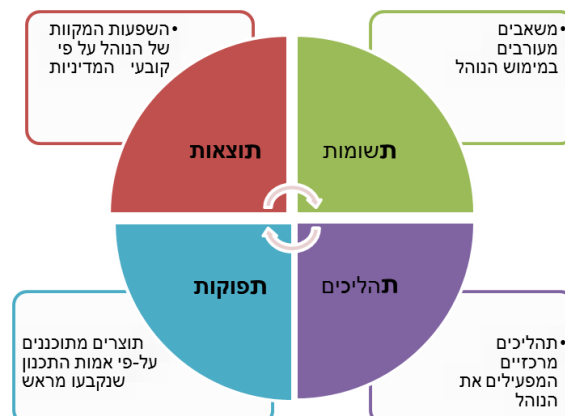 •משאבים
מעורבים
במימוש הנוהל
•השפעות המקוות
של הנוהל על פי
קובעי המדיניות
תשומות
תוצאות
תהליכים
תפוקות
•תהליכים
מרכזיים
המפעילים את
הנוהל
תוצרים מתוכננים
על-פי אמות התכנון
שנקבעו מראש